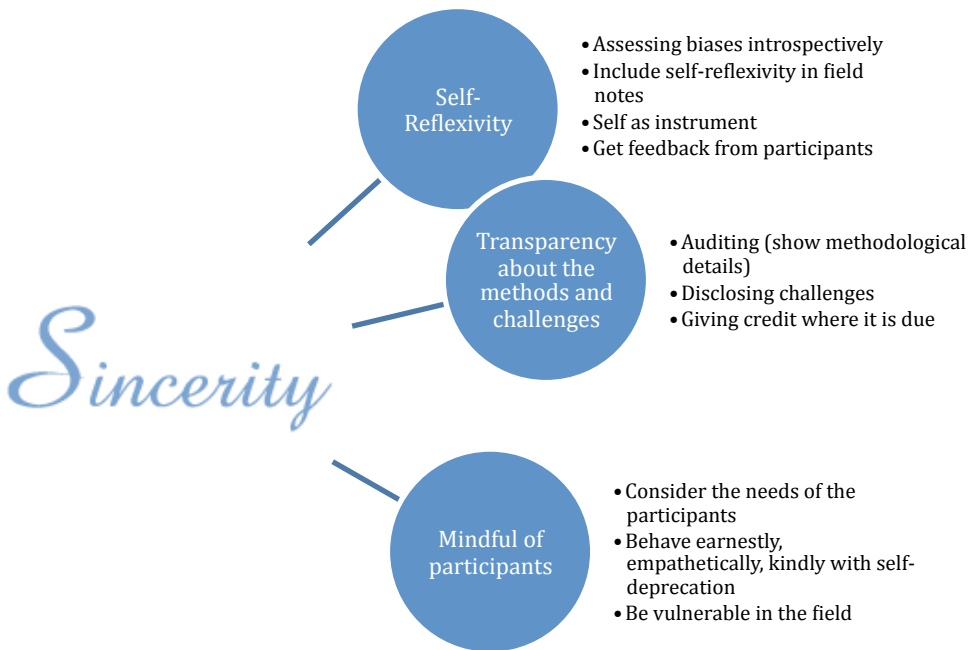 Sincerity
Self-
Reflexivity
• Assessing biases introspectively
• Include self-reflexivity in field
notes
• Self as instrument
• Get feedback from participants
Transparency
about the
methods and
challenges
• Auditing (show methodological
details)
• Disclosing challenges
• Giving credit where it is due
Mindful of
participants
• Consider the needs of the
participants
• Behave earnestly,
empathetically, kindly with self-
deprecation
• Be vulnerable in the field